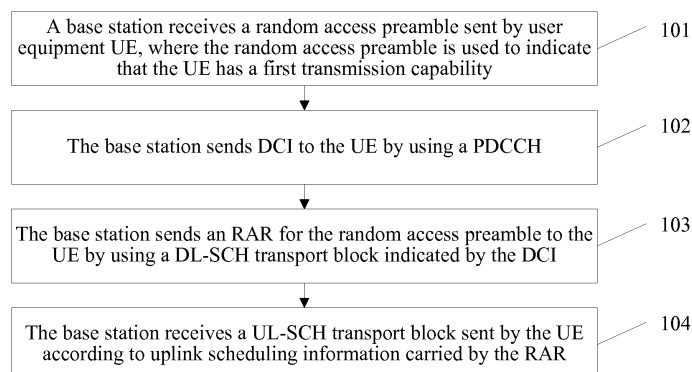 A base station receives a random access preamble sent by user
equipment UE, where the random access preamble is used to indicate
that the UE has a first transmission capability
101
The base station sends DCI to the UE by using a PDCCH
102
The base station sends an RAR for the random access preamble to the
UE by using a DL-SCH transport block indicated by the DCI
103
The base station receives a UL-SCH transport block sent by the UE
according to uplink scheduling information carried by the RAR
104